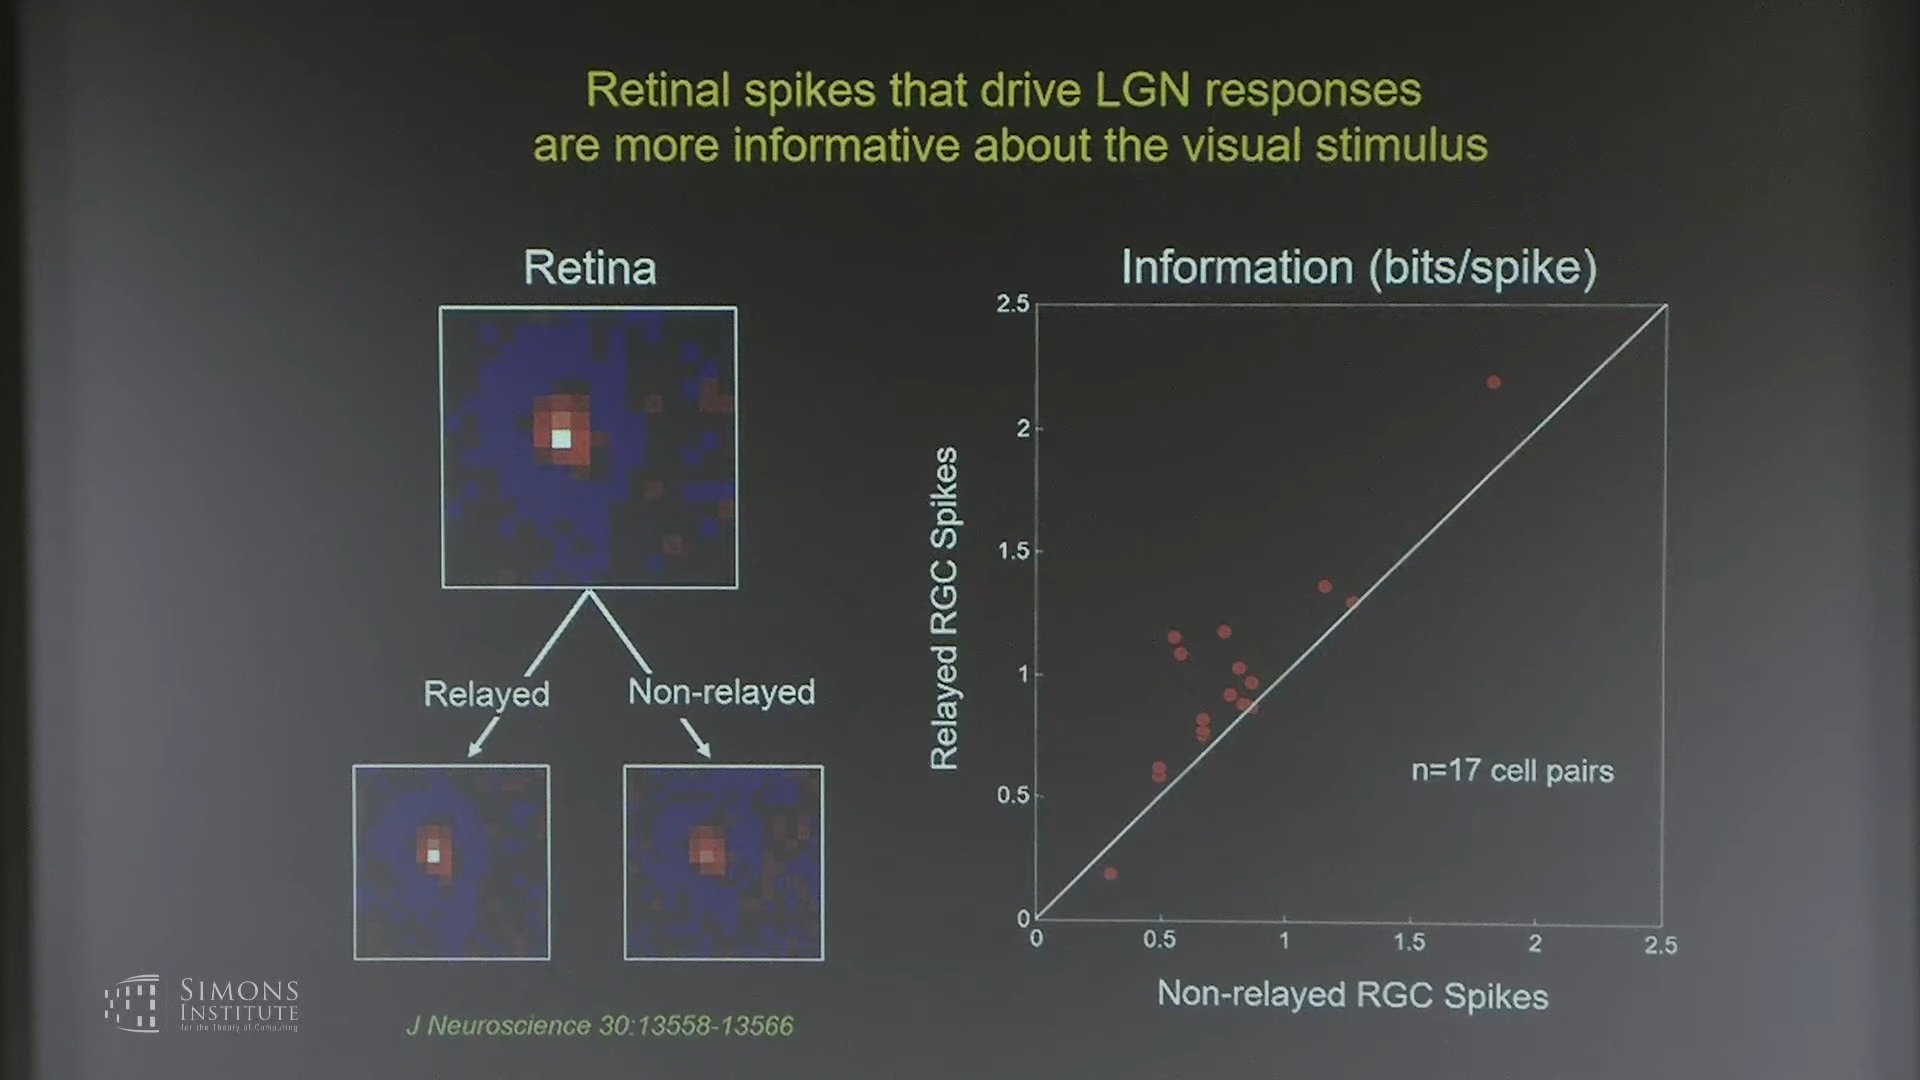 Retinal spikes that drive LGN responses
are more informative about the visual stimulus
Retina
Relayed
Non-relayed
J Neuroscience 30:13558-13566
Information (bits/spike)
Relayed RGC Spikes
2.5
2
1.5
1
0.5
0
0
0.5
1
1.5
2
2.5
n=17 cell pairs
Non-relayed RGC Spikes
SIMONS
INSTITUTE
for the Theory of Computing